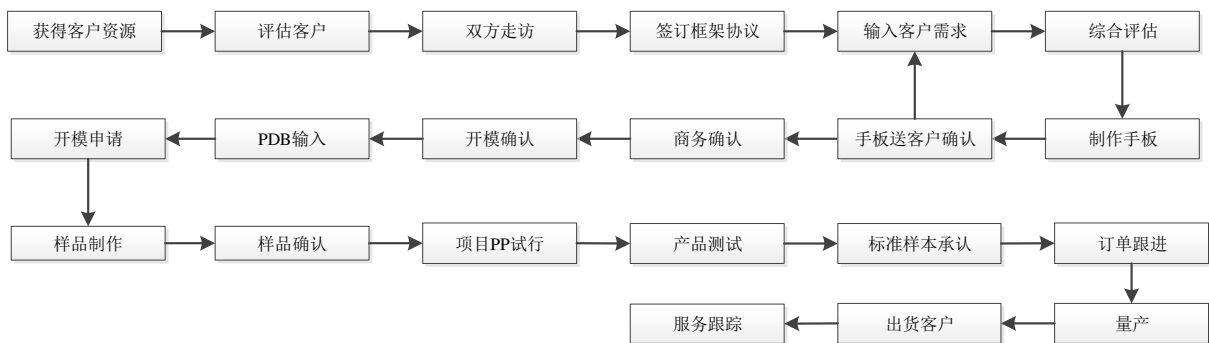 获得客户资源
评估客户
双方走访
签订框架协议
输入客户需求
综合评估
开模申请
PDB输入
开模确认
商务确认
手板送客户确认
制作手板
样品制作
样品确认
项目PP试行
产品测试
标准样本承认
订单跟进
服务跟踪
出货客户
量产